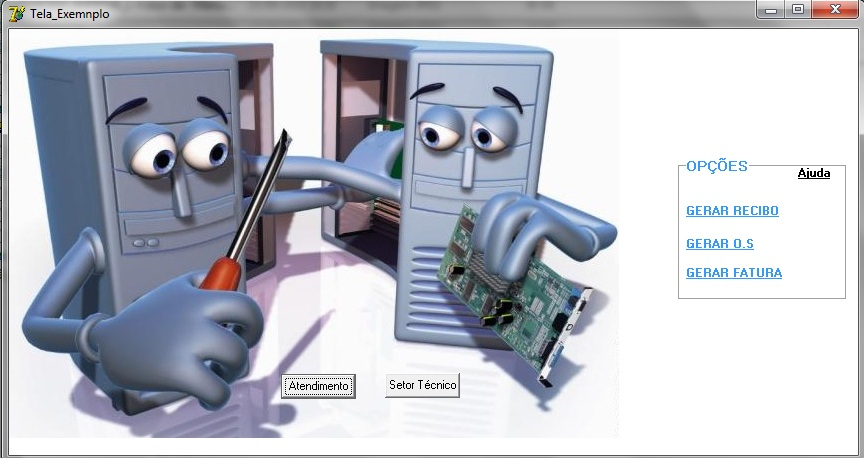 Tela_Exemnplo
OPÇÕES
Ajuda
GERAR RECIBO
GERAR O.S
GERAR FATURA
Atendimento
Setor Técnico